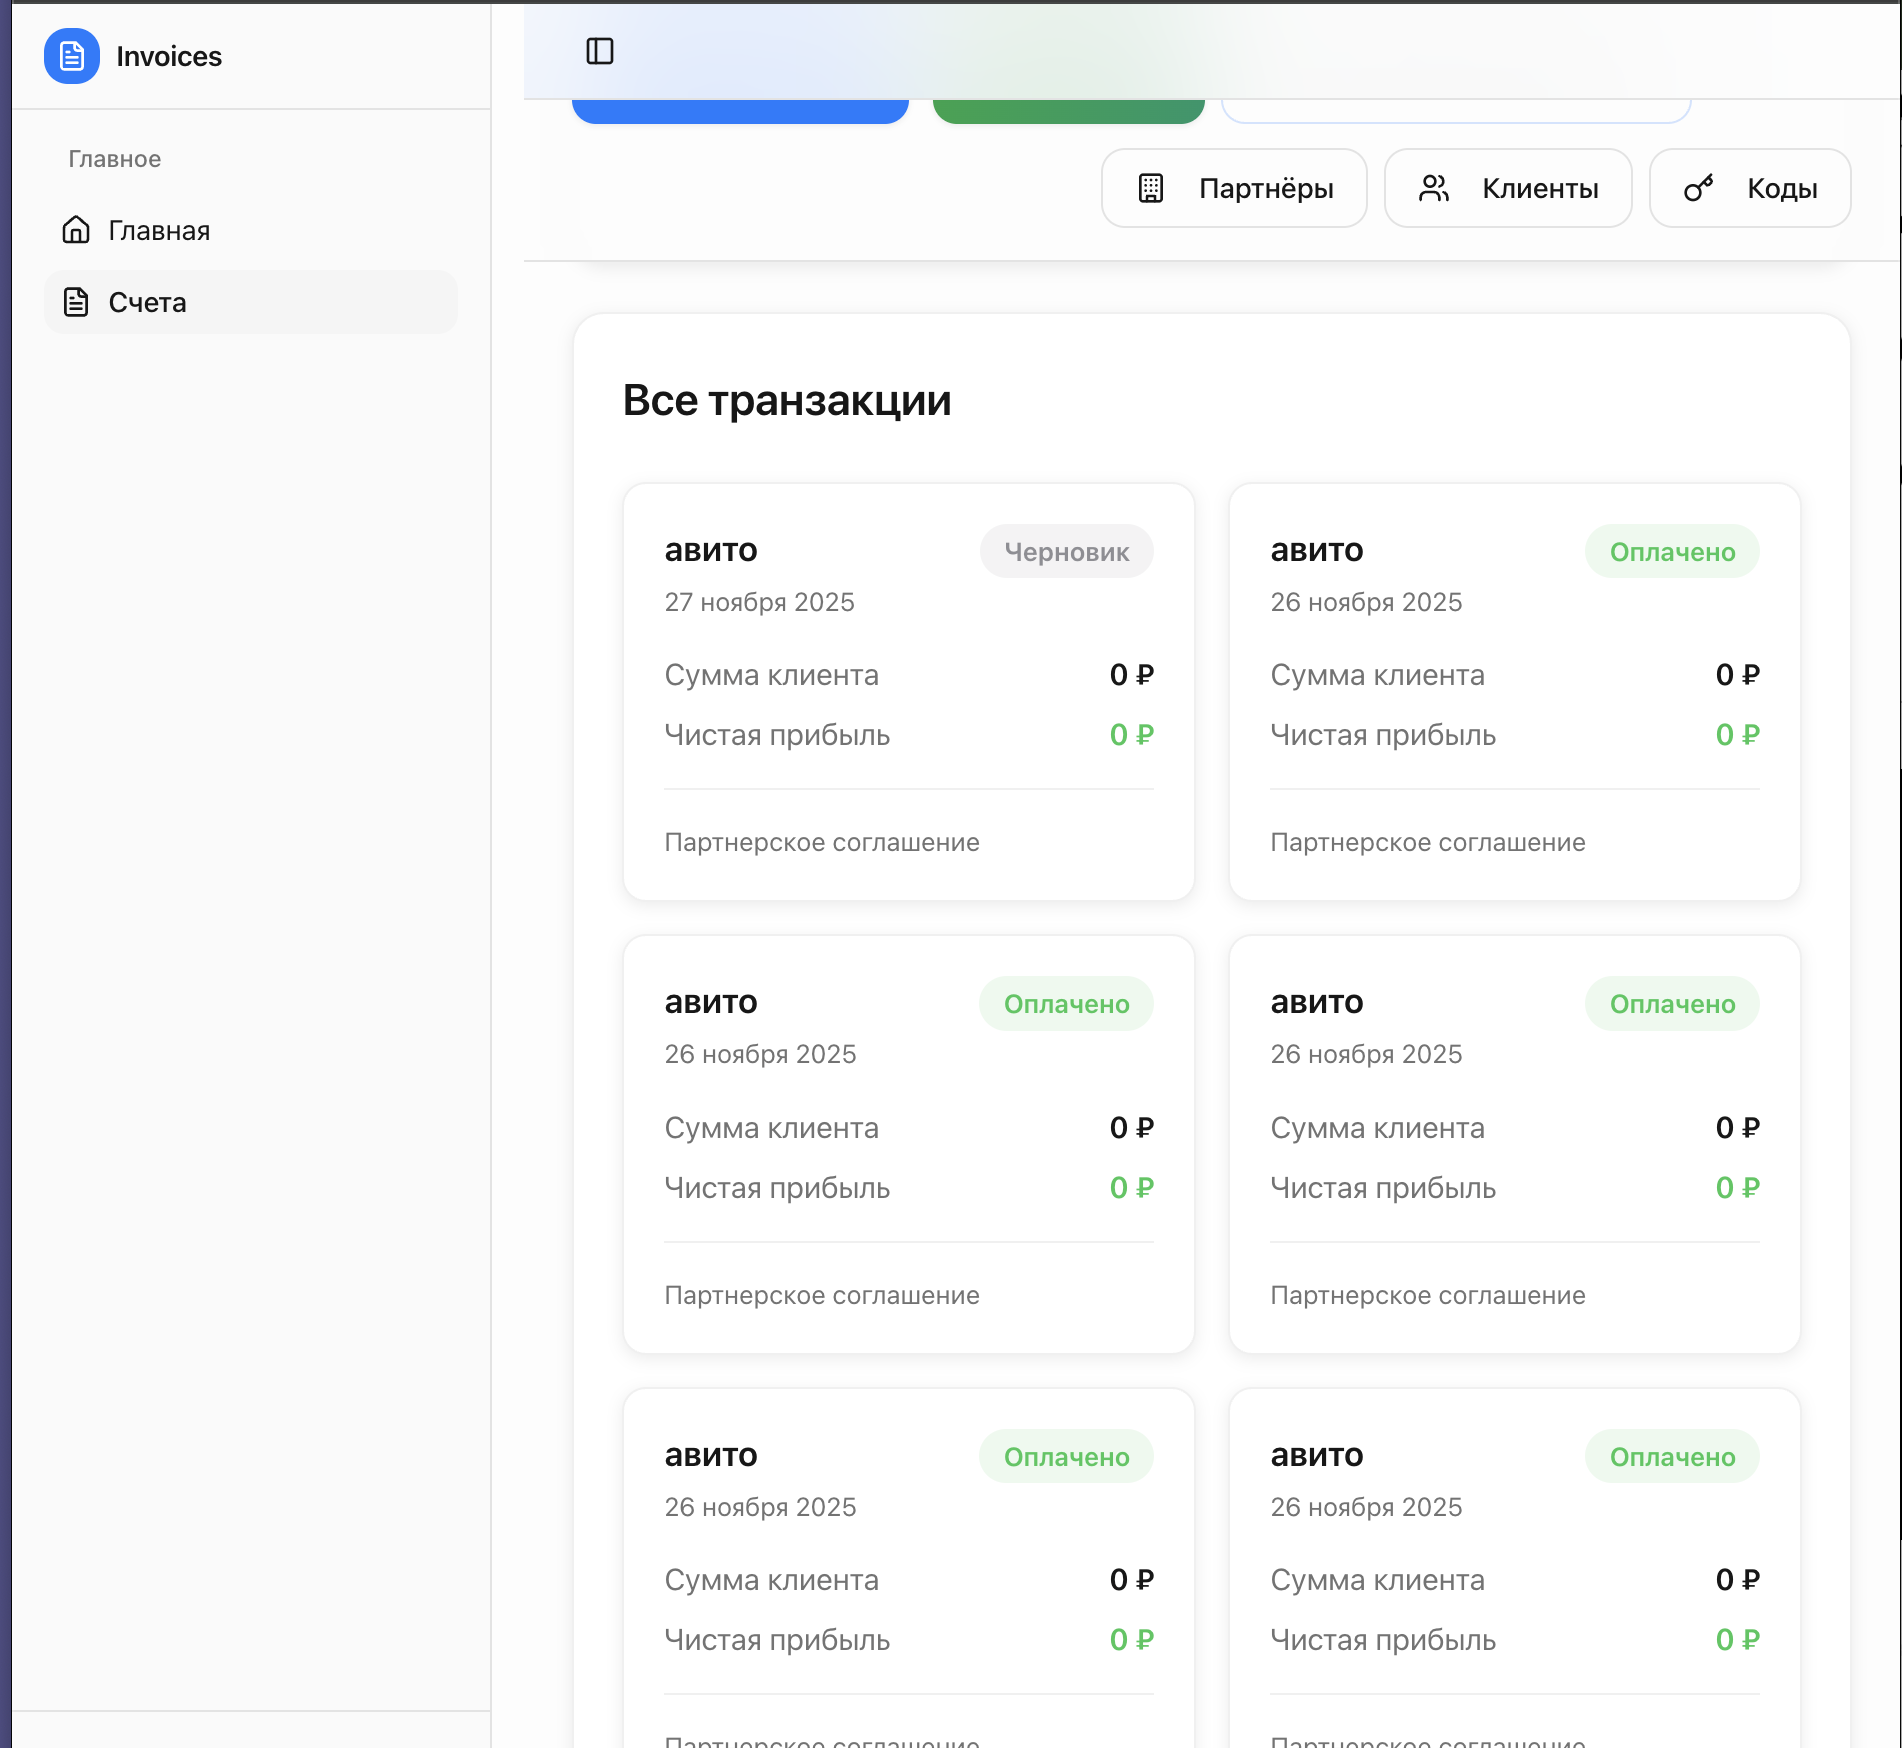 Invoices
Главное
Главная
Счета
Партнёры
Клиенты
Коды
Все транзакции
авито
Черновик
27 ноября 2025
Сумма клиента 0 ₽
Чистая прибыль 0 ₽
Партнерское соглашение
авито
Оплачено
26 ноября 2025
Сумма клиента 0 ₽
Чистая прибыль 0 ₽
Партнерское соглашение
авито
Оплачено
26 ноября 2025
Сумма клиента 0 ₽
Чистая прибыль 0 ₽
Партнерское соглашение
авито
Оплачено
26 ноября 2025
Сумма клиента 0 ₽
Чистая прибыль 0 ₽
Партнерское соглашение
авито
Оплачено
26 ноября 2025
Сумма клиента 0 ₽
Чистая прибыль 0 ₽
Партнерское соглашение
авито
Оплачено
26 ноября 2025
Сумма клиента 0 ₽
Чистая прибыль 0 ₽
Партнерское соглашение